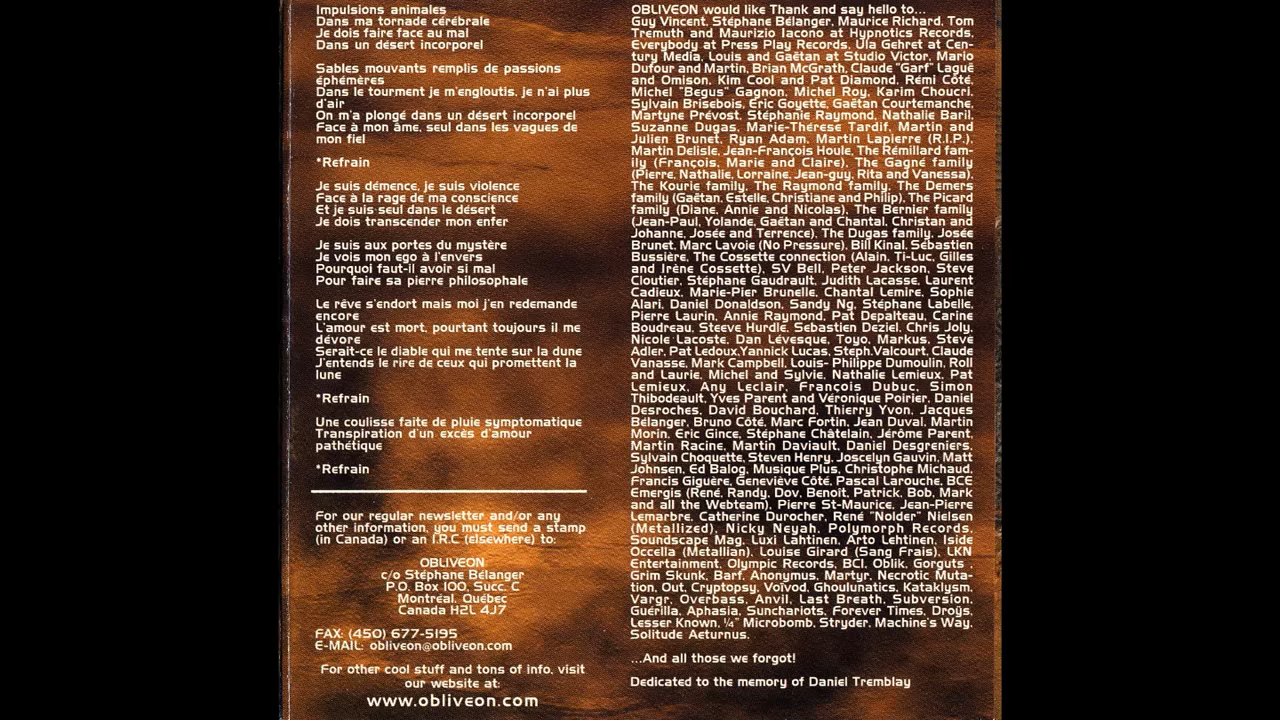 Impulsions animales
Dans ma tornade cérébrale
Je dois faire face au mal
Dans un désert incorporel
Sables mouvants remplis de passions
éphémères
Dans le tourment je m'engloutis, je n'ai plus
d'air
On m'a plongé dans un désert incorporel
Face à mon âme, seul dans les vagues de
mon fiel
*Refrain
Je suis démence, je suis violence
Face à la rage de ma conscience
Et je suis seul dans le désert
Je dois transcender mon enfer
Je suis aux portes du mystère
Je vois mon ego à l'envers
Pourquoi faut-il avoir si mal
Pour faire sa pierre philosophale
Le rêve s'endort mais moi j'en redemande
encore
L'amour est mort, pourtant toujours il me
dévore
Serait-ce le diable qui me tente sur la dune
J'entends le rire de ceux qui promettent la
lune
*Refrain
Une coulisse faite de pluie symptomatique
Transpiration d'un excès d'amour
pathétique
*Refrain
For our regular newsletter and/or any
other information, you must send a stamp
(in Canada) or an I.R.C (elsewhere) to:
OBLIVEON
c/o Stéphane Bélanger
P.O. Box 100, Succ. C
Montréal, Québec
Canada H2L 4J7
FAX: (450) 677-5195
E-MAIL: obliveon@obliveon.com
For other cool stuff and tons of info, visit
our website at:
www.obliveon.com
OBLIVEON would like Thank and say hello to...
Guy Vincent, Stéphane Bélanger, Maurice Richard, Tom
Tremuth and Maurizio Iacono at Hypnotics Records,
Everybody at Press Play Records, Ula Gehret at Cen-
tury Media, Louis and Gaëtan at Studio Victor, Mario
Dufour and Martin, Brian McGrath, Claude "Garf" Lagué
and Omison, Kim Cool and Pat Diamond, Rémi Côté,
Michel "Begus" Gagnon, Michel Roy, Karim Choucri,
Sylvain Brisebois, Eric Goyette, Gaëtan Courtemanche,
Martyne Prévost, Stéphanie Raymond, Nathalie Baril,
Suzanne Dugas, Marie-Thérese Tardif, Martin and
Julien Brunet, Ryan Adam, Martin Lapierre (R.I.P.),
Martin Delisle, Jean-François Houle, The Rémillard fam-
ily (François, Marie and Claire), The Gagné family
(Pierre, Nathalie, Lorraine, Jean-guy, Rita and Vanessa),
The Kourie family, The Raymond family, The Demers
family (Gaëtan, Estelle, Christiane and Philip), The Picard
family (Diane, Annie and Nicolas), The Bernier family
(Jean-Paul, Yolande, Gaëtan and Chantal, Christan and
Johanne, Josée and Terrence), The Dugas family, Josée
Brunet, Marc Lavoie (No Pressure), Bill Kinal, Sébastien
Bussière, The Cossette connection (Alain, Ti-Luc, Gilles
and Irène Cossette), SV Bell, Peter Jackson, Steve
Cloutier, Stéphane Gaudrault, Judith Lacasse, Laurent
Cadieux, Marie-Pier Brunelle, Chantal Lemire, Sophie
Alari, Daniel Donaldson, Sandy Ng, Stéphane Labelle,
Pierre Laurin, Annie Raymond, Pat Depalteau, Carine
Boudreau, Steeve Hurdle, Sebastien Deziel, Chris Joly,
Nicole Lacoste, Dan Lévesque, Toyo, Markus, Steve
Adler, Pat Ledoux,Yannick Lucas, Steph.Valcourt, Claude
Vanasse, Mark Campbell, Louis- Philippe Dumoulin, Roll
and Laurie, Michel and Sylvie, Nathalie Lemieux, Pat
Lemieux, Any Leclair, François Dubuc, Simon
Thibodeault, Yves Parent and Véronique Poirier, Daniel
Desroches, David Bouchard, Thierry Yvon, Jacques
Bélanger, Bruno Côté, Marc Fortin, Jean Duval, Martin
Morin, Eric Gince, Stéphane Châtelain, Jérôme Parent,
Martin Racine, Martin Daviault, Daniel Desgreniers,
Sylvain Choquette, Steven Henry, Joscelyn Gauvin, Matt
Johnsen, Ed Balog, Musique Plus, Christophe Michaud,
Francis Giguère, Geneviève Côté, Pascal Larouche, BCE
Emergis (René, Randy, Dov, Benoit, Patrick, Bob, Mark
and all the Webteam), Pierre St-Maurice, Jean-Pierre
Lemarbre, Catherine Durocher, René "Nolder" Nielsen
(Metallized), Nicky Neyah, Polymorph Records,
Soundscape Mag, Luxi Lahtinen, Arto Lehtinen, Iside
Occella (Metallian), Louise Girard (Sang Frais), LKN
Entertainment, Olympic Records, BCI, Oblik, Gorguts ,
Grim Skunk, Barf, Anonymus, Martyr, Necrotic Muta-
tion, Out, Cryptopsy, Voïvod, Ghoulunatics, Kataklysm,
Vargr, Overbass, Anvil, Last Breath, Subversion,
Guérilla, Aphasia, Sunchariots, Forever Times, Droÿs,
Lesser Known, ¼" Microbomb, Stryder, Machine's Way,
Solitude Aeturnus.
...And all those we forgot!
Dedicated to the memory of Daniel Tremblay